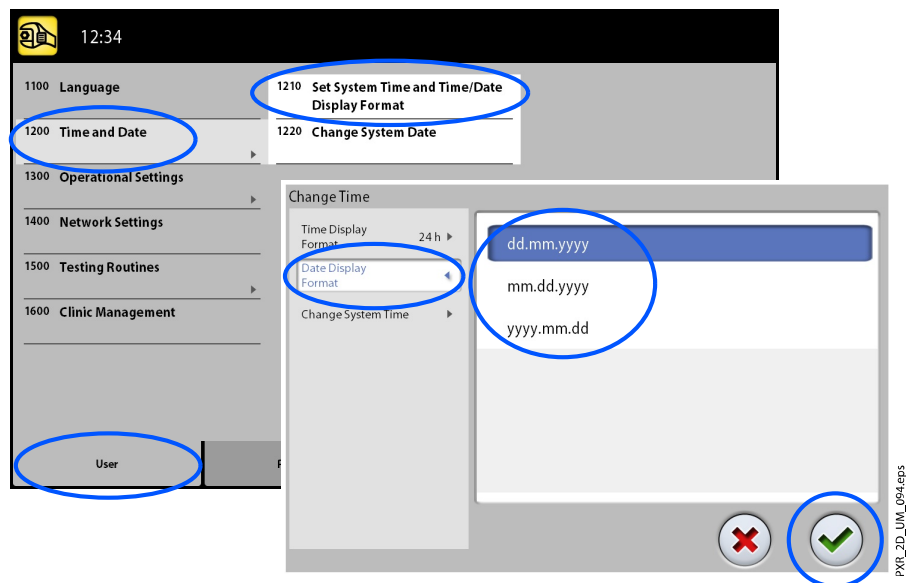 12:34
1100 Language
1200 Time and Date
1300 Operational Settings
1400 Network Settings
1500 Testing Routines
1600 Clinic Management
1210 Set System Time and Time/Date
Display Format
1220 Change System Date
User
Change Time
Time Display
Format
24 h
Date Display
Format
Change System Time
dd.mm.yyyy
mm.dd.yyyy
yyyy.mm.dd
PXR_2D_UM_094.eps